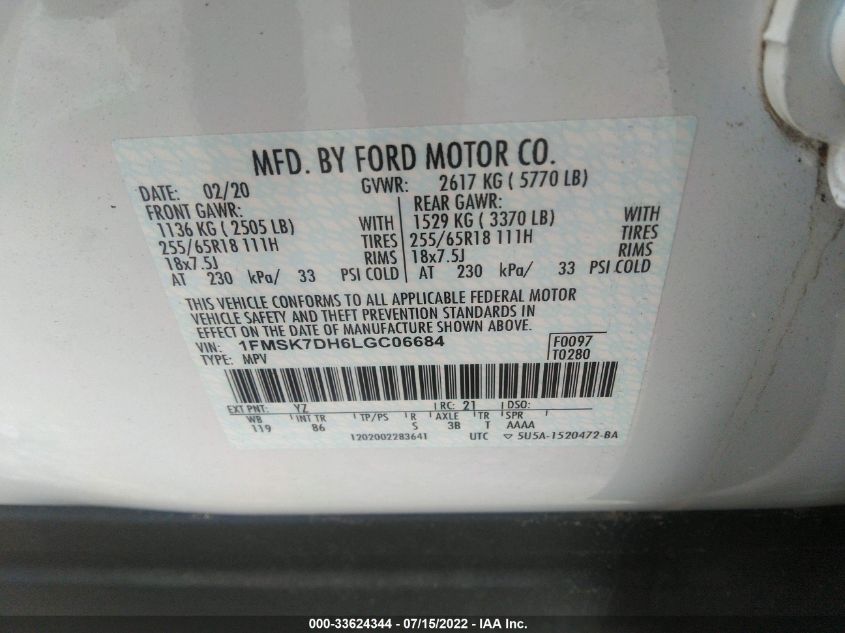 MFD. BY FORD MOTOR CO.
DATE: 02/20 GVWR: 2617 KG ( 5770 LB)
FRONT GAWR: REAR GAWR:
1136 KG ( 2505 LB) WITH 1529 KG ( 3370 LB) WITH
255/65R18 111H TIRES 255/65R18 111H TIRES
18x7.5J RIMS 18x7.5J RIMS
AT 230 kPa/ 33 PSI COLD AT 230 kPa/ 33 PSI COLD
THIS VEHICLE CONFORMS TO ALL APPLICABLE FEDERAL MOTOR
VEHICLE SAFETY AND THEFT PREVENTION STANDARDS IN
EFFECT ON THE DATE OF MANUFACTURE SHOWN ABOVE.
VIN: 1FMSK7DH6LGC06684 F0097
TYPE: MPV T0280
EXT PNT: YZ RC: 21 DSO:
WB INT TR TP/PS R AXLE TR SPR
119 86 S 3B T AAAA
1202002283641 UTC 5U5A-1520472-BA
000-33624344 - 07/15/2022 - IAA Inc.